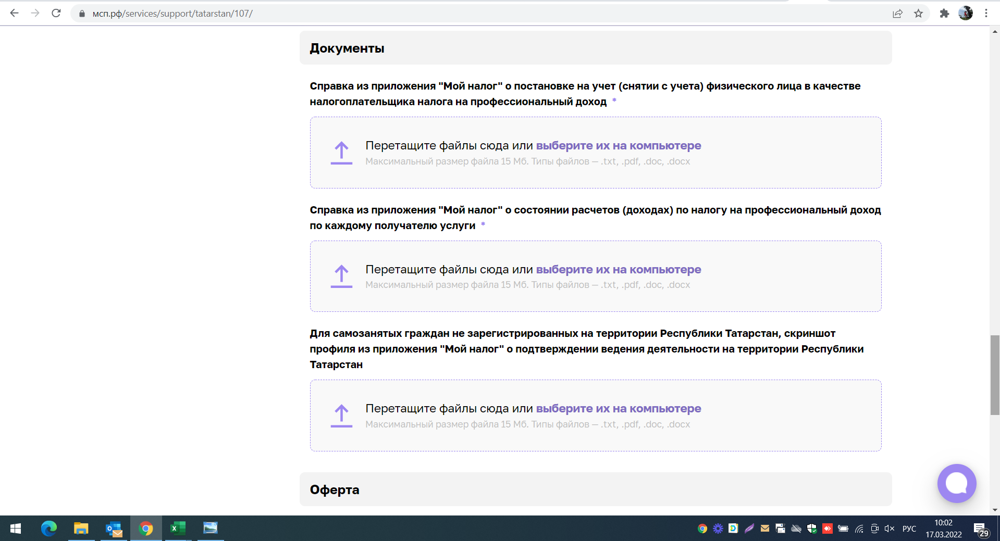 мсп.рф/services/support/tatarstan/107/
Документы
Справка из приложения "Мой налог" о постановке на учет (снятии с учета) физического лица в качестве
налогоплательщика налога на профессиональный доход *
Перетащите файлы сюда или выберите их на компьютере
Максимальный размер файла 15 Мб. Типы файлов — .txt, .pdf, .doc, .docx
Справка из приложения "Мой налог" о состоянии расчетов (доходах) по налогу на профессиональный доход
по каждому получателю услуги *
Перетащите файлы сюда или выберите их на компьютере
Максимальный размер файла 15 Мб. Типы файлов — .txt, .pdf, .doc, .docx
Для самозанятых граждан не зарегистрированных на территории Республики Татарстан, скриншот
профиля из приложения "Мой налог" о подтверждении ведения деятельности на территории Республики
Татарстан
Перетащите файлы сюда или выберите их на компьютере
Максимальный размер файла 15 Мб. Типы файлов — .txt, .pdf, .doc, .docx
Оферта
РУС
10:02
17.03.2022
29